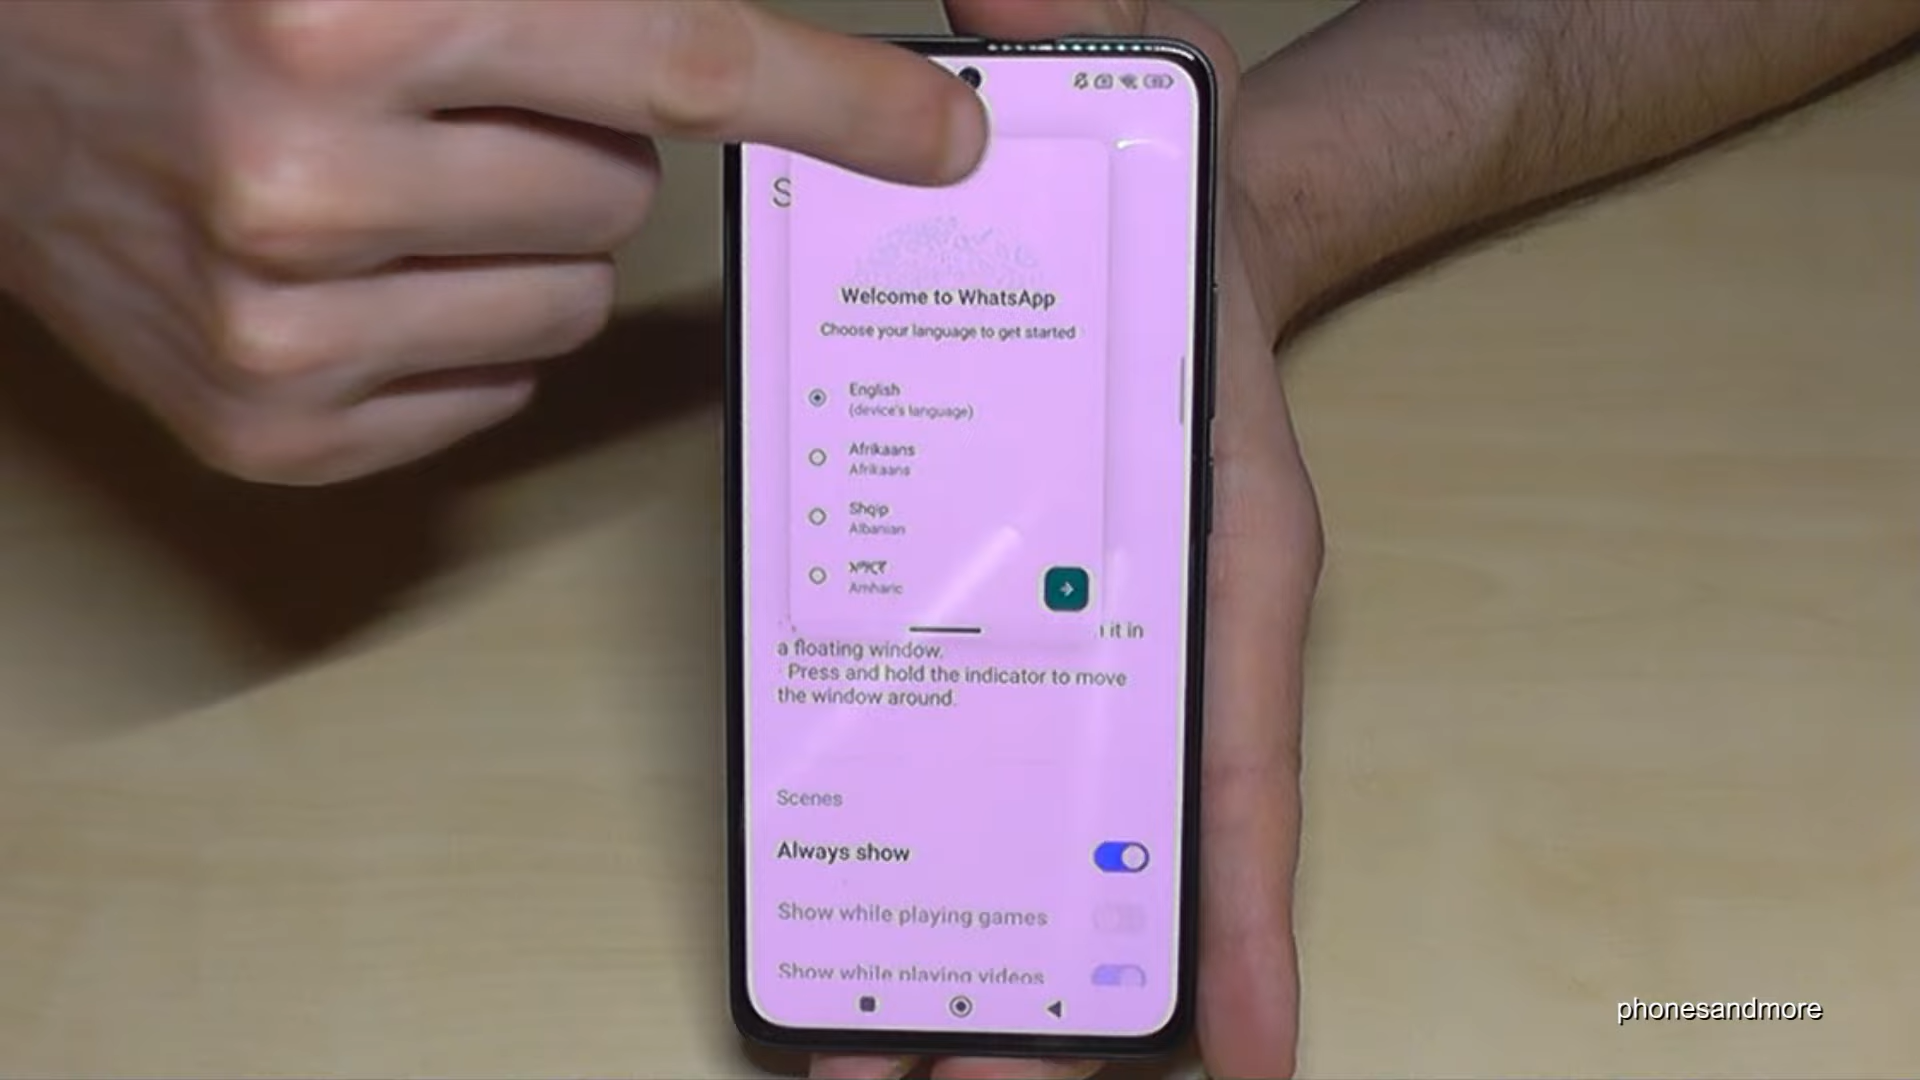 S
Welcome to WhatsApp
Choose your language to get started
English
(device's language)
Afrikaans
Afrikaans
Shqip
Albanian
አማርኛ
Amharic
it in
a floating window.
· Press and hold the indicator to move
the window around.
Scenes
Always show
Show while playing games
Show while playing videos
phonesandmore